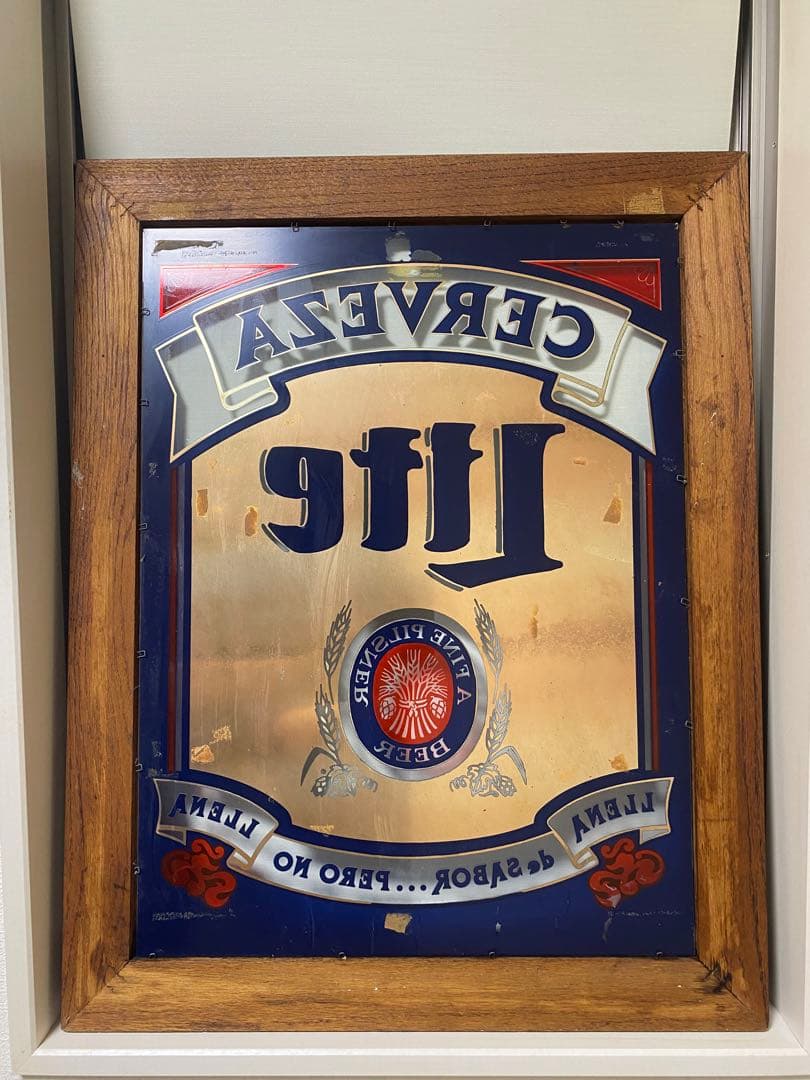 CERVEZA
Lite
A FINE PILSNER
BEER
LLENA de SABOR...PERO NO LLENA